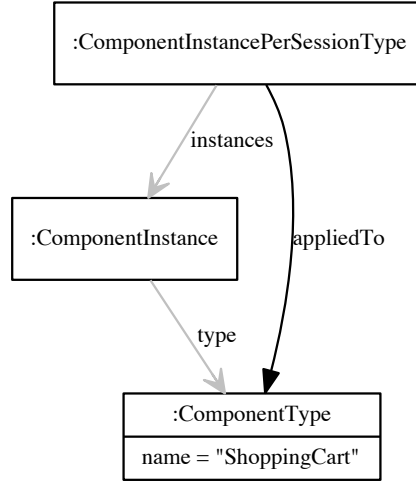 :ComponentInstancePerSessionType
instances
:ComponentInstance
appliedTo
type
:ComponentType
name = "ShoppingCart"